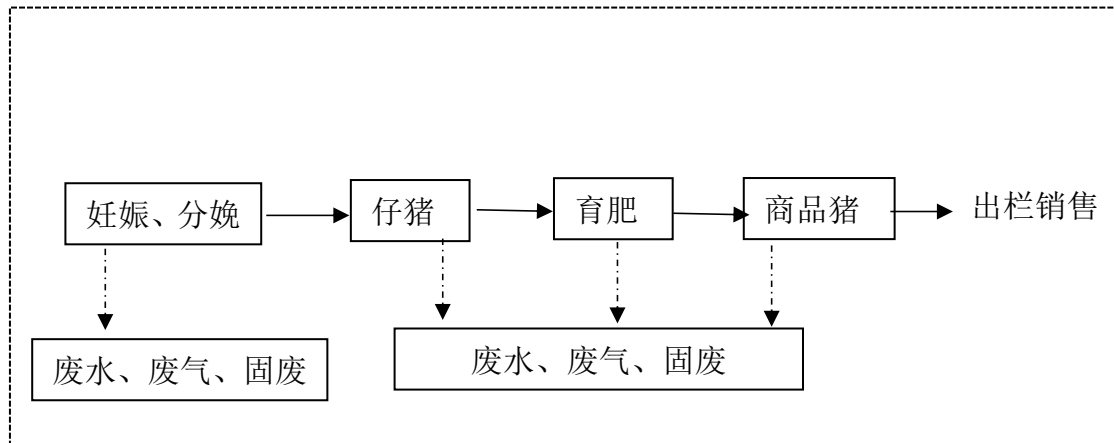 妊娠、分娩
仔猪
育肥
商品猪
出栏销售
废水、废气、固废
废水、废气、固废